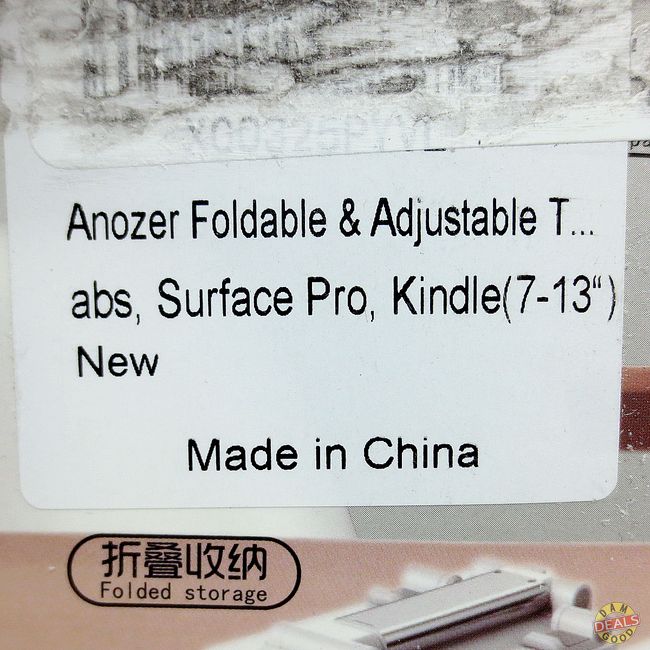 Anozer Foldable & Adjustable T...
abs, Surface Pro, Kindle(7-13“)
New
Made in China
折叠收纳
Folded storage
DAM
DEALS
GOOD